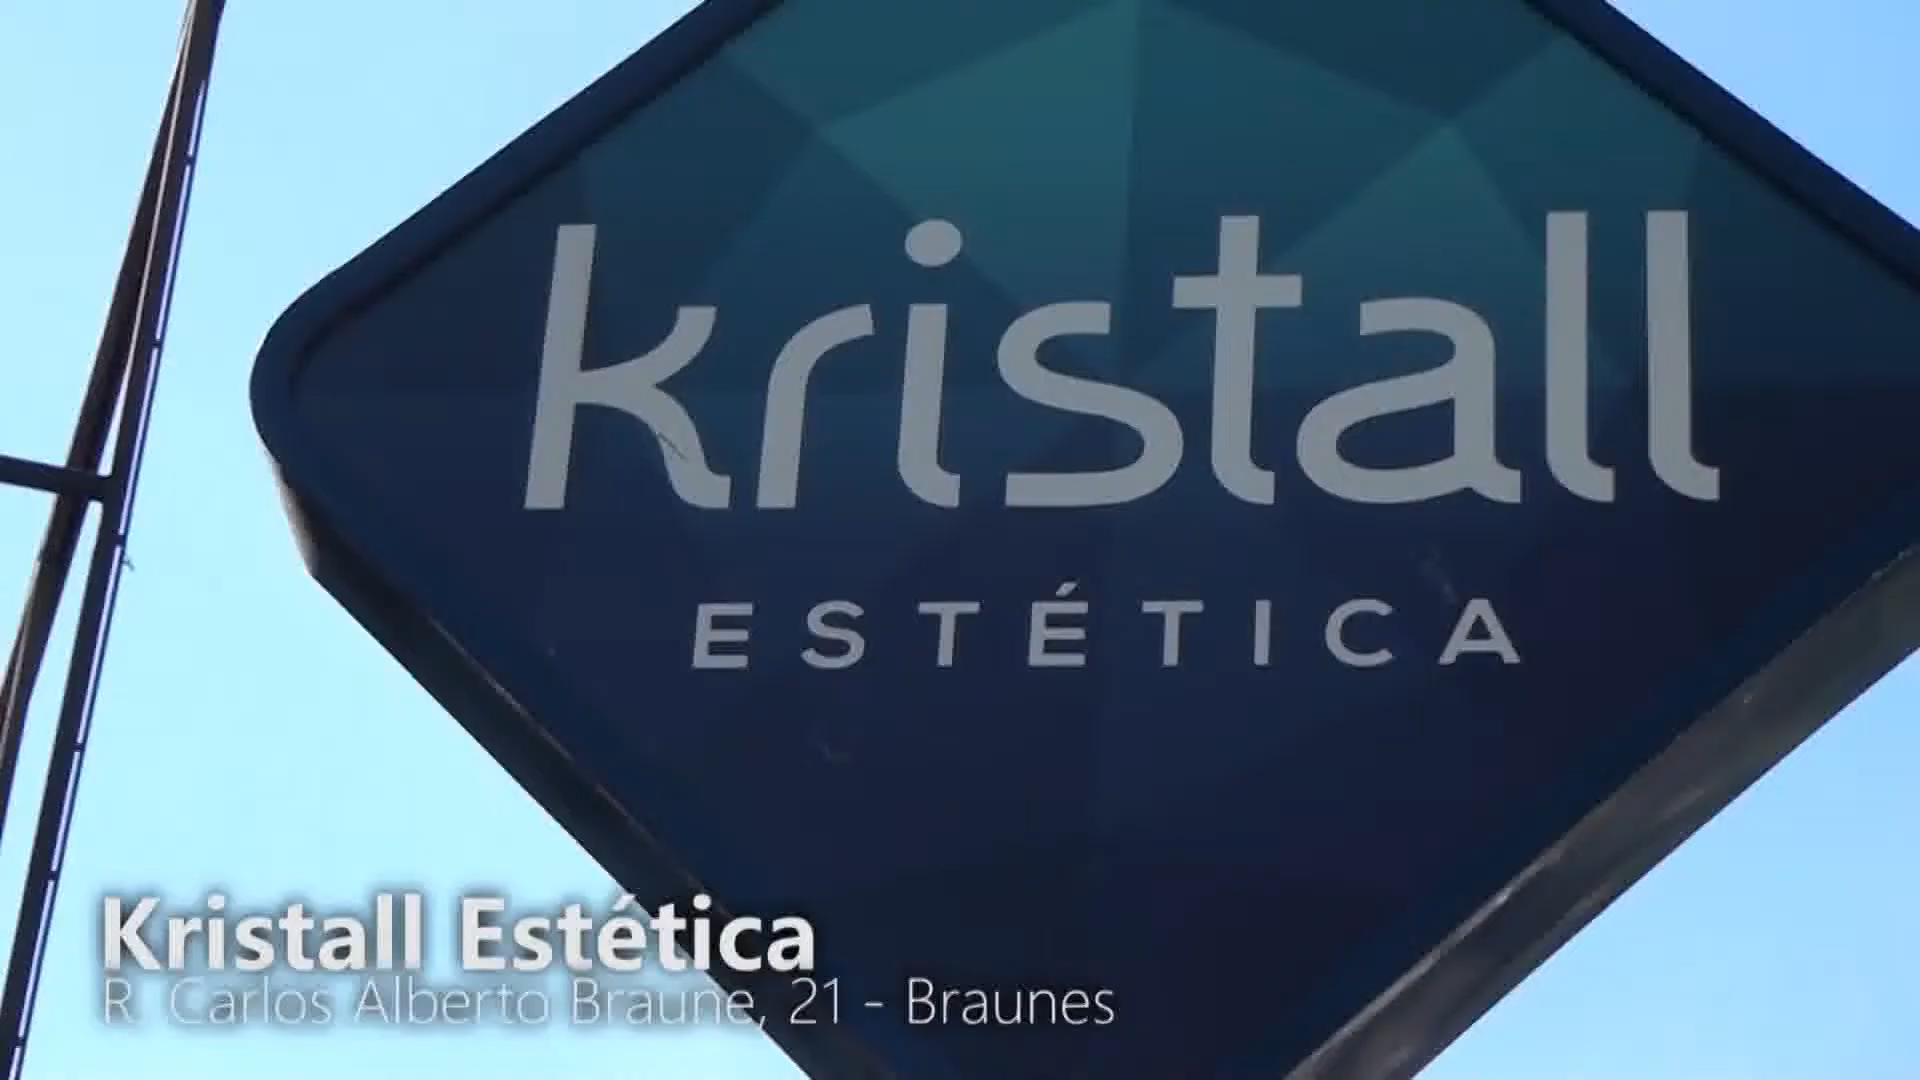 kristall
ESTÉTICA
Kristall Estética
R. Carlos Alberto Braune, 21 - Braunes